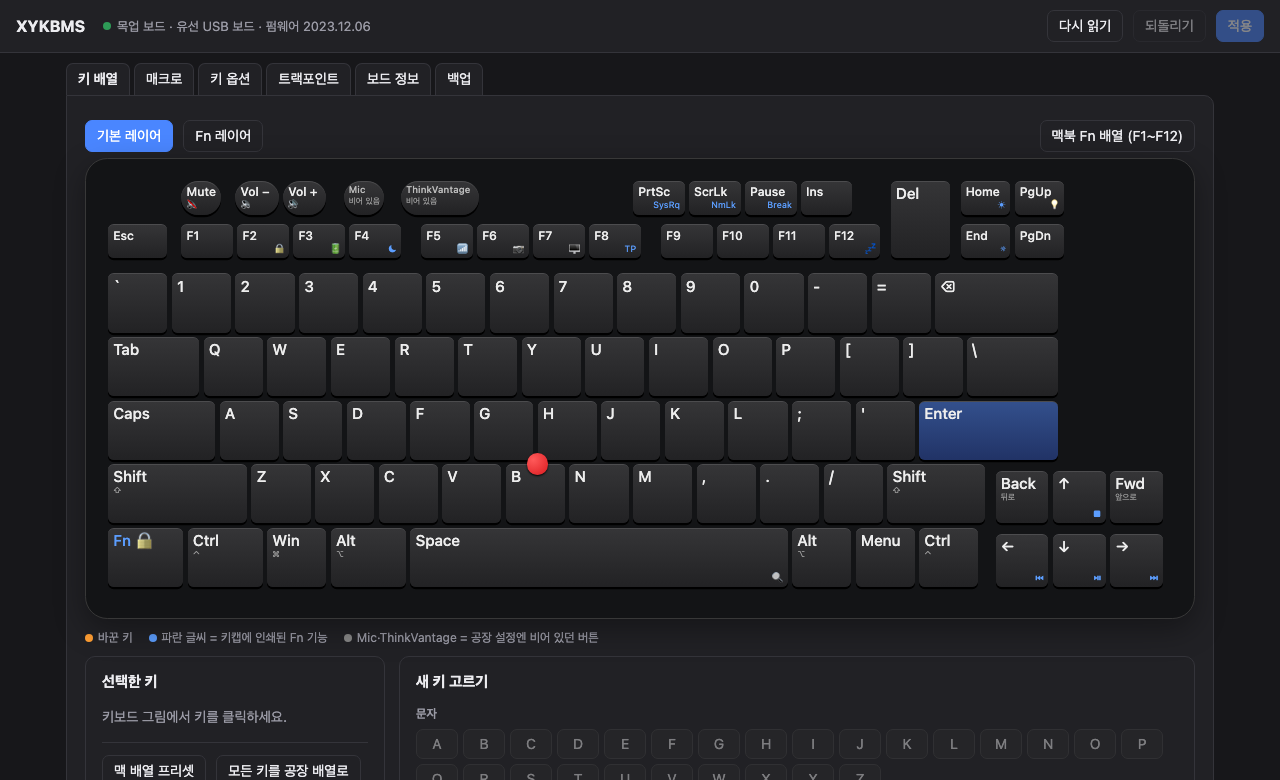 XYKBMS 목업 보드 · 유선 USB 보드 · 펌웨어 2023.12.06 다시 읽기 되돌리기 적용
키 배열 매크로 키 옵션 트랙포인트 보드 정보 백업
기본 레이어 Fn 레이어 맥북 Fn 배열 (F1~F12)
Mute Vol − Vol + Mic ThinkVantage PrtSc ScrLk Pause Ins Del Home PgUp
비어 있음 비어 있음 SysRq NmLk Break
Esc F1 F2 F3 F4 F5 F6 F7 F8 F9 F10 F11 F12 End PgDn
TP
` 1 2 3 4 5 6 7 8 9 0 - = ⌫
Tab Q W E R T Y U I O P [ ] \
Caps A S D F G H J K L ; ' Enter
Shift Z X C V B N M , . / Shift Back ↑ Fwd
⇧ ⇧ 뒤로 앞으로
Fn Ctrl Win Alt Space Alt Menu Ctrl ← ↓ →
^ ⌘ ⌥ ⌥ ^
바꾼 키 파란 글씨 = 키캡에 인쇄된 Fn 기능 Mic·ThinkVantage = 공장 설정엔 비어 있던 버튼
선택한 키
키보드 그림에서 키를 클릭하세요.
맥 배열 프리셋 모든 키를 공장 배열로
새 키 고르기
문자
A B C D E F G H I J K L M N O P
Q R S T U V W X Y Z